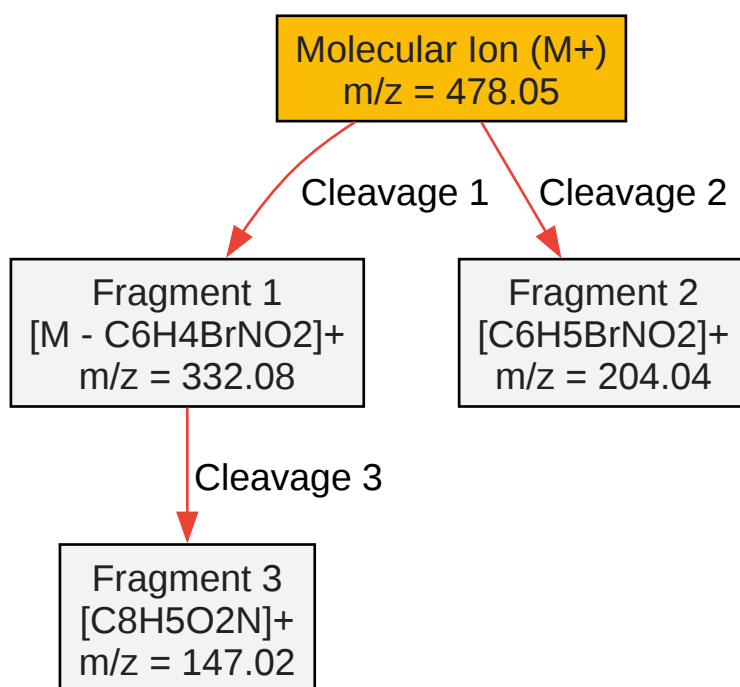 Molecular Ion (M+)
m/z = 478.05
Cleavage 1
Cleavage 2
Fragment 1
[M - C6H4BrNO2]+
m/z = 332.08
Fragment 2
[C6H5BrNO2]+
m/z = 204.04
Cleavage 3
Fragment 3
[C8H5O2N]+
m/z = 147.02